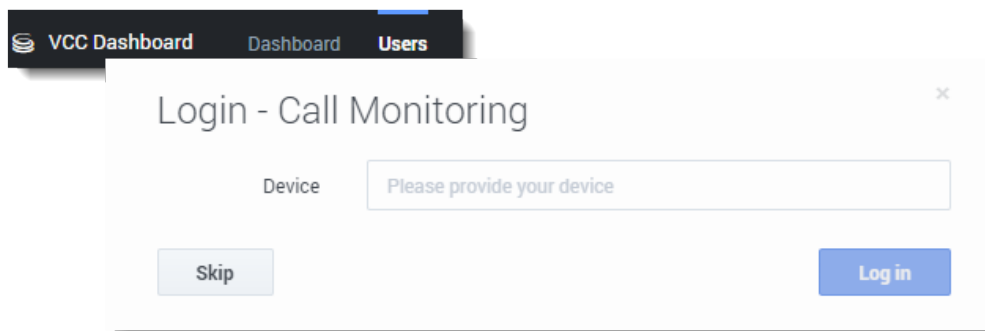 VCC Dashboard Dashboard Users
Login - Call Monitoring ×
Device Please provide your device
Skip Log in